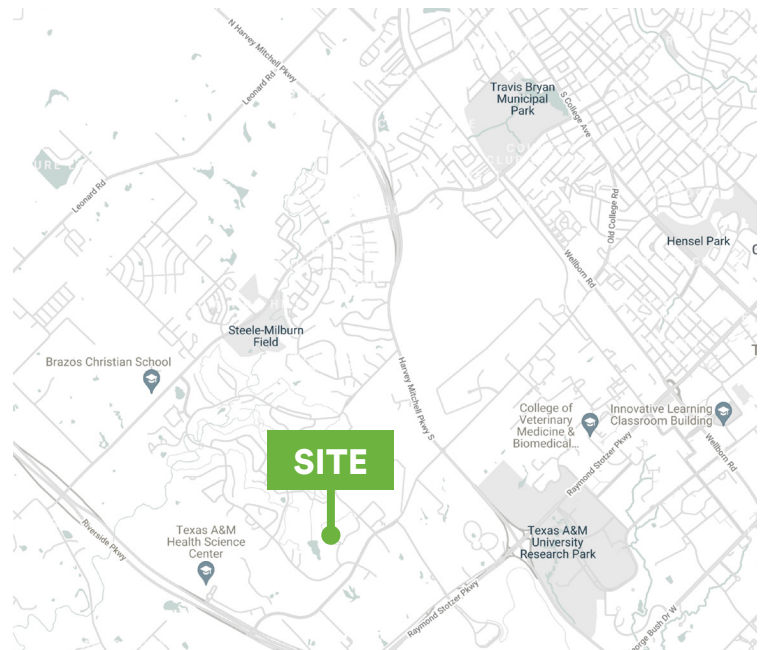 N Harvey Mitchell Pkwy
Leonard Rd
Travis Bryan
Municipal
Park
S College Ave
Leonard Rd
Old College Rd
Hensel Park
Wellborn Rd
Steele-Milburn
Field
Brazos Christian School
Harvey Mitchell Pkwy S
College of
Veterinary
Medicine &
Biomedical...
Innovative Learning
Classroom Building
Wellborn Rd
SITE
Raymond Stotzer Pkwy
Riverside Pkwy
Texas A&M
Health Science
Center
Texas A&M
University
Research Park
Raymond Stotzer Pkwy
orge Bush Dr W